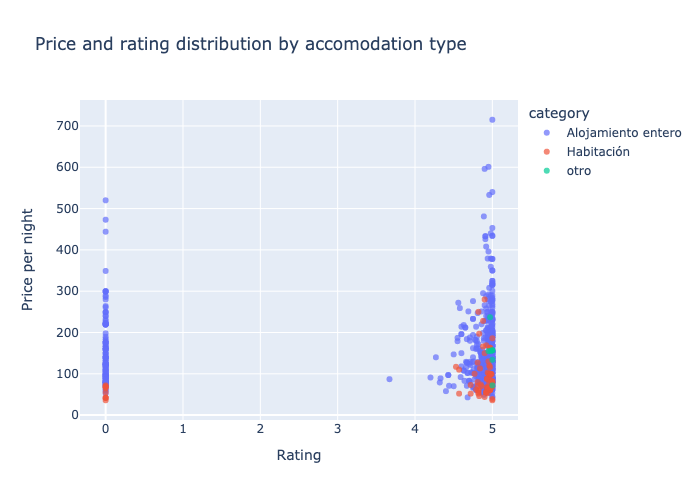 Price and rating distribution by accomodation type
category
Alojamiento entero
Habitación
otro
Price per night
700
600
500
400
300
200
100
0
0 1 2 3 4 5
Rating